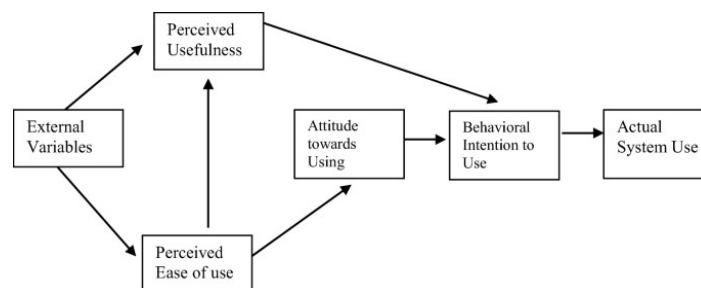 Perceived
Usefulness
External
Variables
Attitude
towards
Using
Behavioral
Intention to
Use
Actual
System Use
Perceived
Ease of use